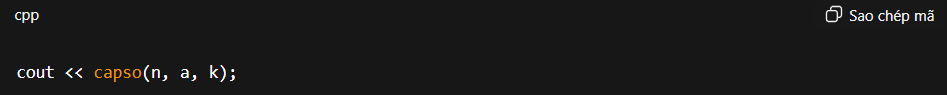 cpp
Sao chép mã
cout << capso(n, a, k);